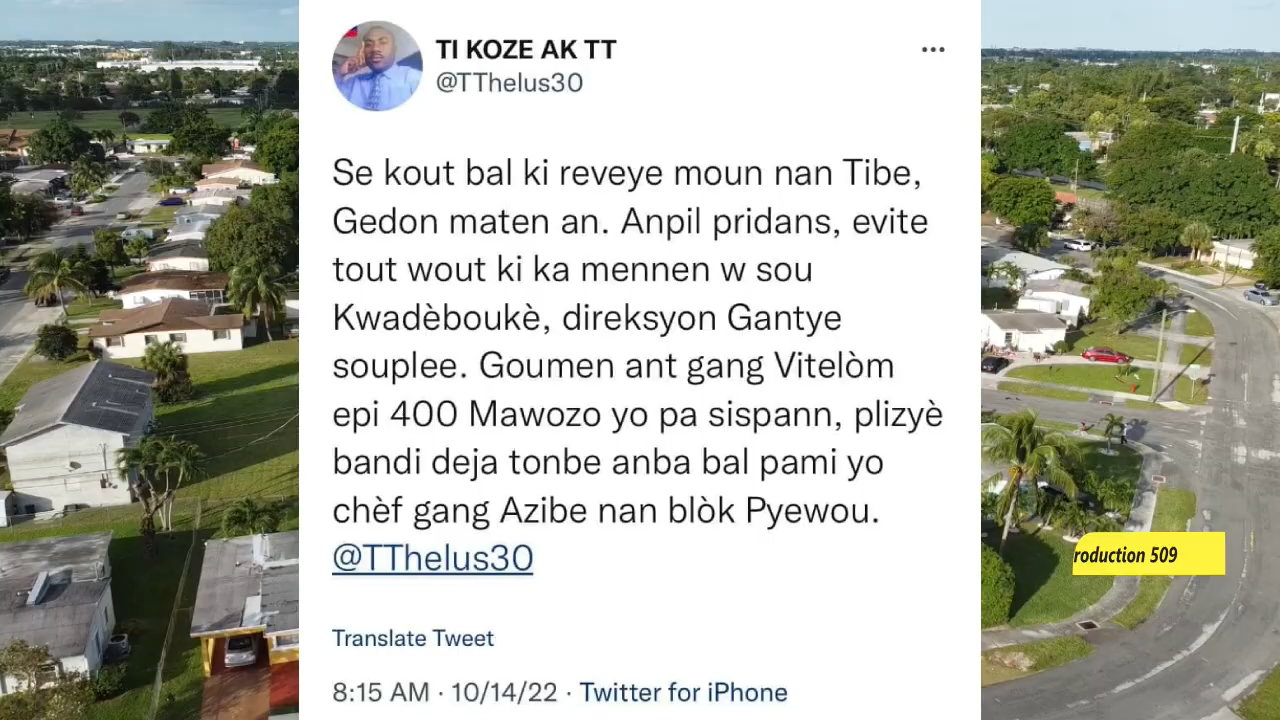 TI KOZE AK TT
@TThelus30
Se kout bal ki reveye moun nan Tibe,
Gedon maten an. Anpil pridans, evite
tout wout ki ka mennen w sou
Kwadèboukè, direksyon Gantye
souplee. Goumen ant gang Vitelòm
epi 400 Mawozo yo pa sispann, plizyè
bandi deja tonbe anba bal pami yo
chèf gang Azibe nan blòk Pyewou.
@TThelus30
Translate Tweet
8:15 AM · 10/14/22 · Twitter for iPhone
roduction 509